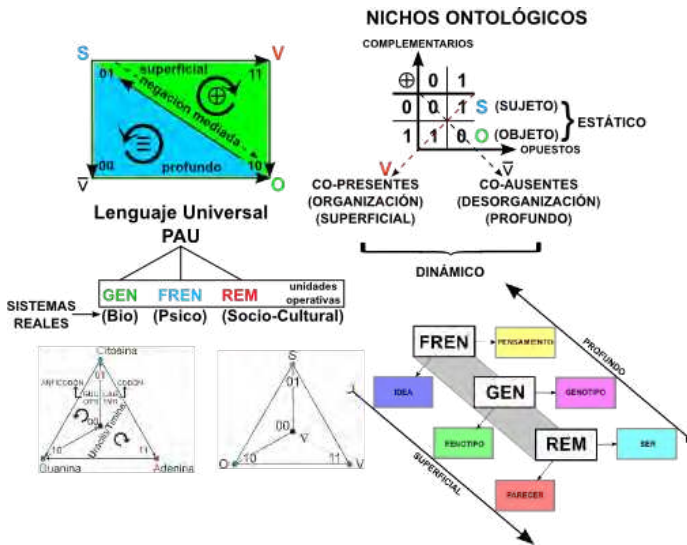 NICHOS ONTOLÓGICOS
S
V
superficial
01
11
negación mediada
⊕
≡
00
profundo
10
V̅
O
Lenguaje Universal
PAU
GEN FREN REM unidades operativas
SISTEMAS REALES
(Bio) (Psico) (Socio-Cultural)
COMPLEMENTARIOS
⊕ 0 1
0 0 1 S (SUJETO)
1 1 0 O (OBJETO)
ESTÁTICO
OPUESTOS
V
V̅
CO-PRESENTES
(ORGANIZACIÓN)
(SUPERFICIAL)
CO-AUSENTES
(DESORGANIZACIÓN)
(PROFUNDO)
DINÁMICO
Citosina
01
ANTICODÓN
CODÓN
00
Uracilo/Timina
10
11
Guanina
Adenina
S
01
00
V̅
10
11
O
V
PROFUNDO
FREN
PENSAMIENTO
IDEA
GEN
GENOTIPO
FENOTIPO
REM
SER
PARECER
SUPERFICIAL